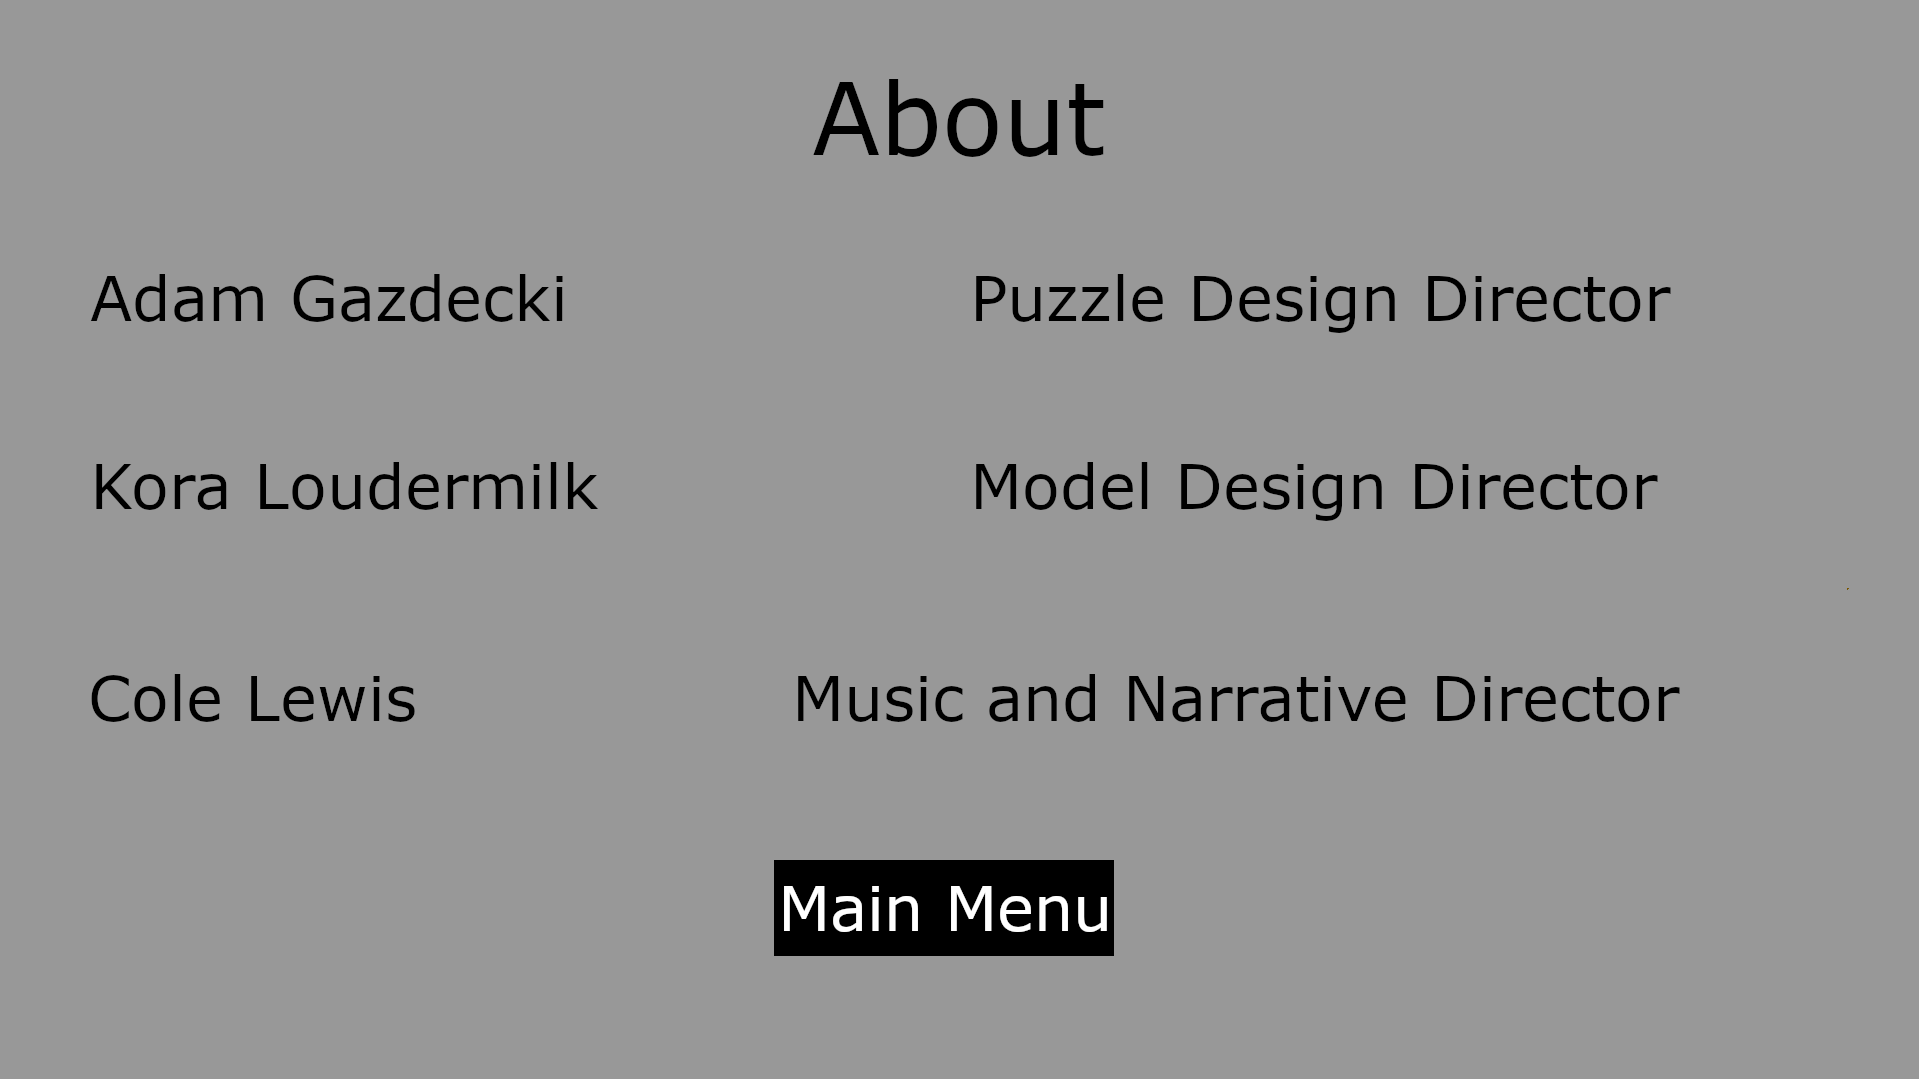 About
Adam Gazdecki Puzzle Design Director
Kora Loudermilk Model Design Director
Cole Lewis Music and Narrative Director
Main Menu